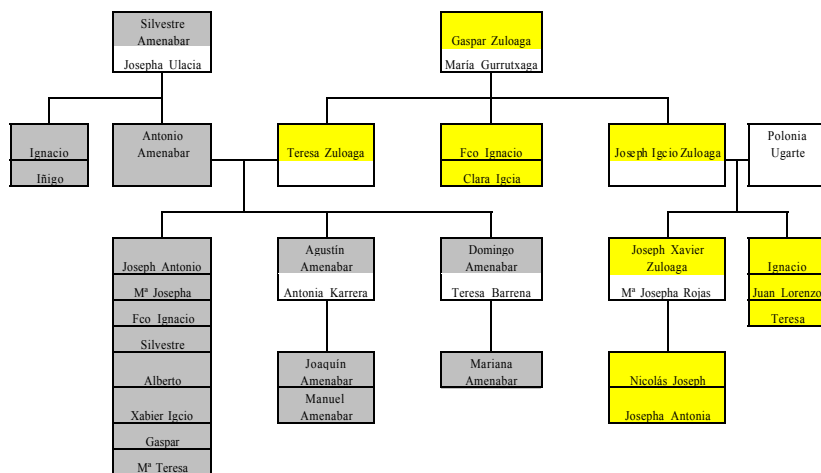 Silvestre
Amenabar
Josepha Ulacia
Gaspar Zuloaga
María Gurrutxaga
Ignacio
Iñigo
Antonio
Amenabar
Teresa Zuloaga
Fco Ignacio
Clara Igcia
Joseph Igcio Zuloaga
Polonia
Ugarte
Joseph Antonio
Mª Josepha
Fco Ignacio
Silvestre
Alberto
Xabier Igcio
Gaspar
Mª Teresa
Agustín
Amenabar
Antonia Karrera
Domingo
Amenabar
Teresa Barrena
Joseph Xavier
Zuloaga
Mª Josepha Rojas
Ignacio
Juan Lorenzo
Teresa
Joaquín
Amenabar
Manuel
Amenabar
Mariana
Amenabar
Nicolás Joseph
Josepha Antonia